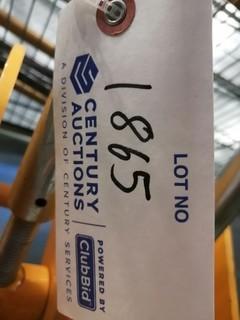 CENTURY
AUCTIONS
A DIVISION OF CENTURY SERVICES
POWERED BY
ClubBid
1865
LOT NO